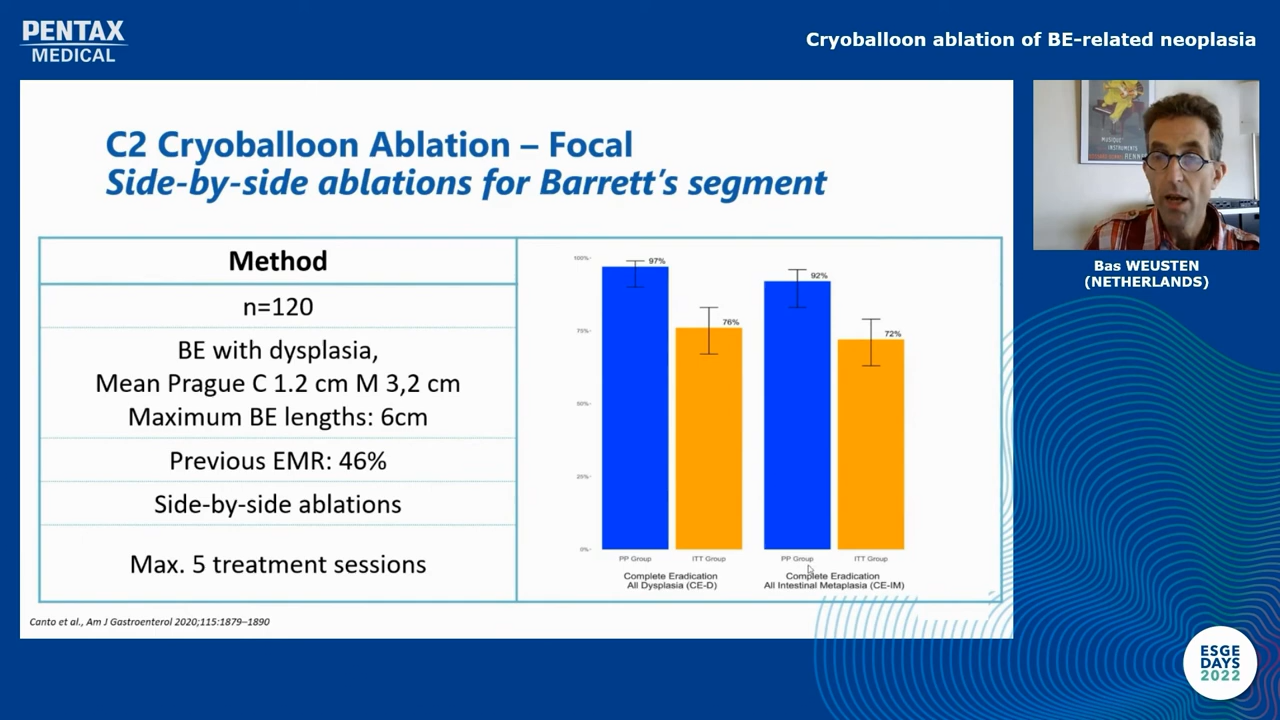 PENTAX
MEDICAL
Cryoballoon ablation of BE-related neoplasia
C2 Cryoballoon Ablation – Focal
Side-by-side ablations for Barrett's segment
Method
n=120
BE with dysplasia,
Mean Prague C 1.2 cm M 3,2 cm
Maximum BE lengths: 6cm
Previous EMR: 46%
Side-by-side ablations
Max. 5 treatment sessions
100%
75%
50%
25%
0%
97%
76%
92%
72%
PP Group
ITT Group
PP Group
ITT Group
Complete Eradication
All Dysplasia (CE-D)
Complete Eradication
All Intestinal Metaplasia (CE-IM)
Canto et al., Am J Gastroenterol 2020;115:1879–1890
MUSIQUE
INSTRUMENTS
Bas WEUSTEN
(NETHERLANDS)
ESGE
DAYS
2022